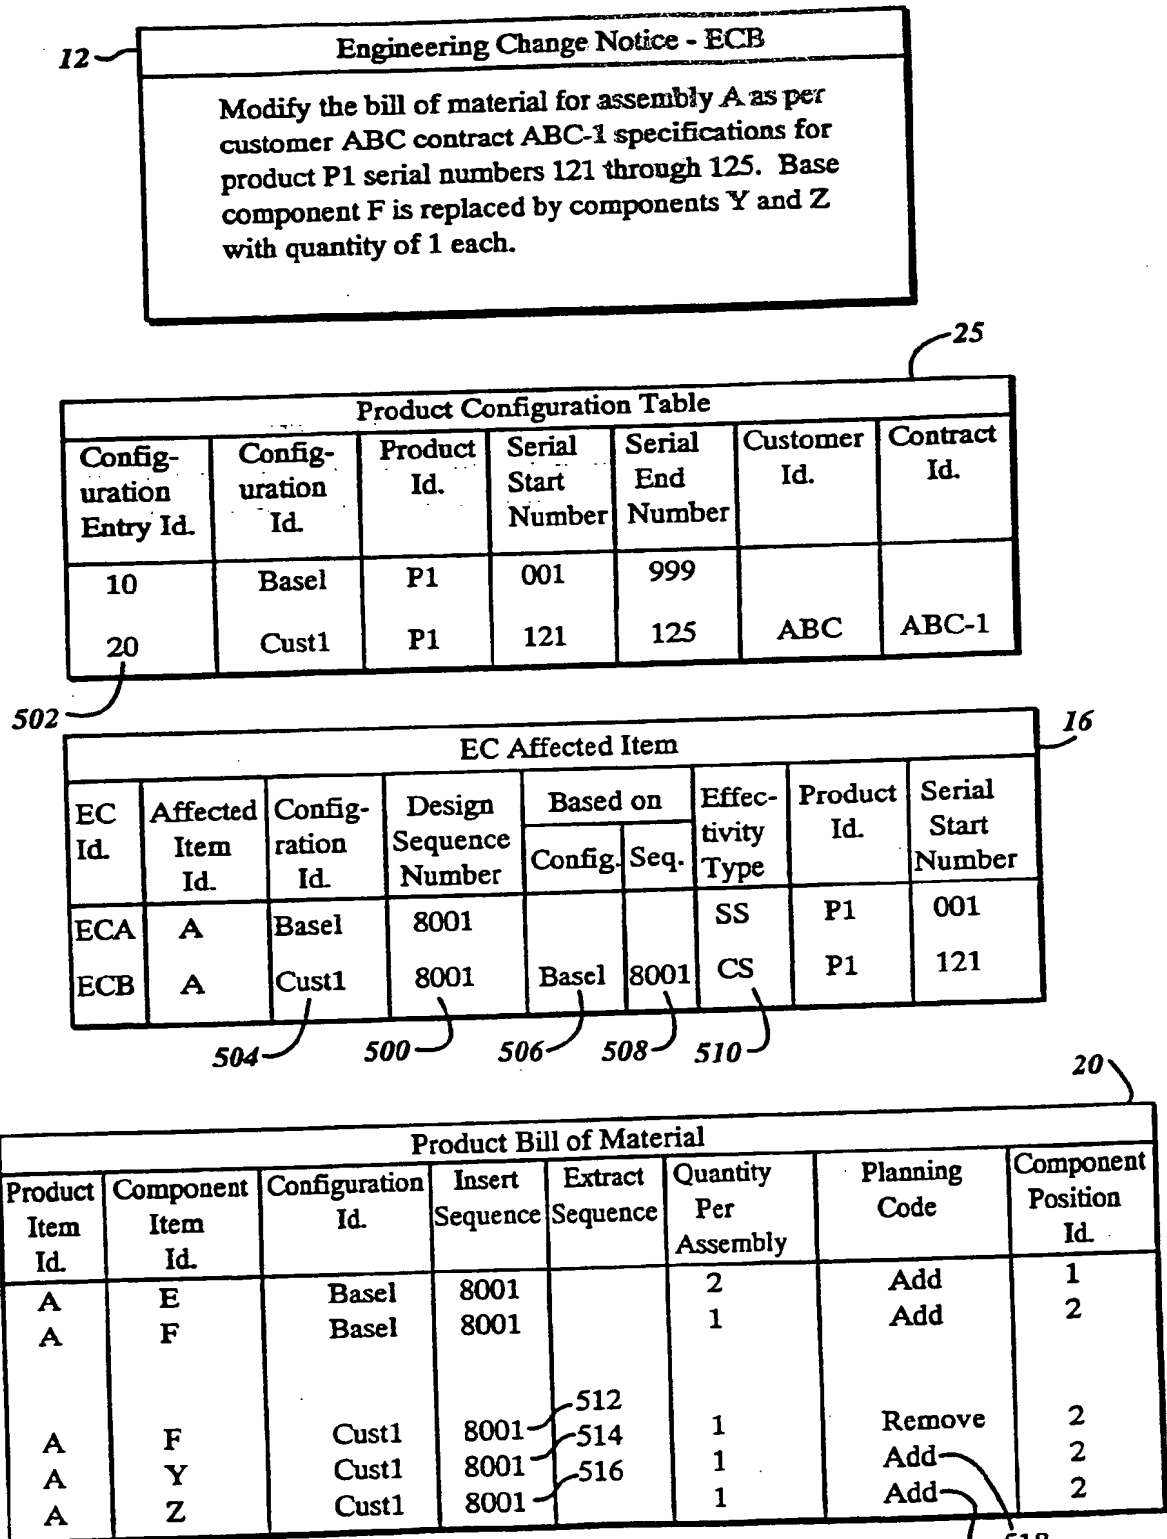 12
Engineering Change Notice - ECB
Modify the bill of material for assembly A as per
customer ABC contract ABC-1 specifications for
product P1 serial numbers 121 through 125. Base
component F is replaced by components Y and Z
with quantity of 1 each.
25
Product Configuration Table
Config-
uration
Entry Id.
Config-
uration
Id.
Product
Id.
Serial
Start
Number
Serial
End
Number
Customer
Id.
Contract
Id.
10 Basel P1 001 999
20 Cust1 P1 121 125 ABC ABC-1
502
16
EC Affected Item
EC
Id.
Affected
Item
Id.
Config-
ration
Id.
Design
Sequence
Number
Based on
Config. Seq.
Effec-
tivity
Type
Product
Id.
Serial
Start
Number
ECA A Basel 8001 SS P1 001
ECB A Cust1 8001 Basel 8001 CS P1 121
504 500 506 508 510
20
Product Bill of Material
Product
Item
Id.
Component
Item
Id.
Configuration
Id.
Insert
Sequence
Extract
Sequence
Quantity
Per
Assembly
Planning
Code
Component
Position
Id.
A E Basel 8001 2 Add 1
A F Basel 8001 1 Add 2
512
A F Cust1 8001 1 Remove 2
514
A Y Cust1 8001 1 Add 2
516
A Z Cust1 8001 1 Add 2